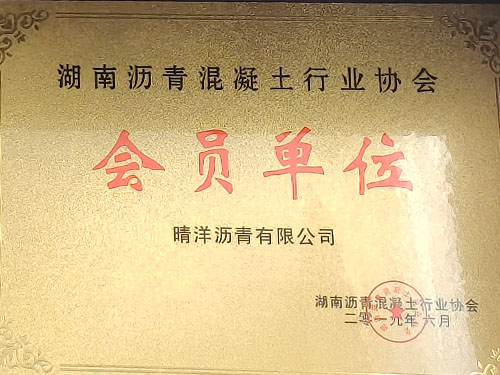 湖南沥青混凝土行业协会
会员单位
晴洋沥青有限公司
湖南沥青混凝土行业协会
二零一九年六月